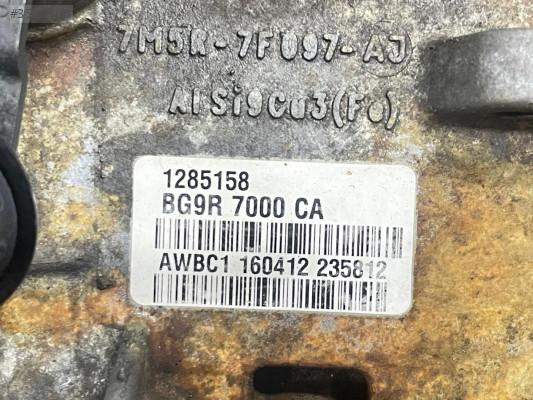 7M5R-7F097-AJ
AlSi9Cu3(Fe)
1285158
BG9R 7000 CA
AWBC1 160412 235812